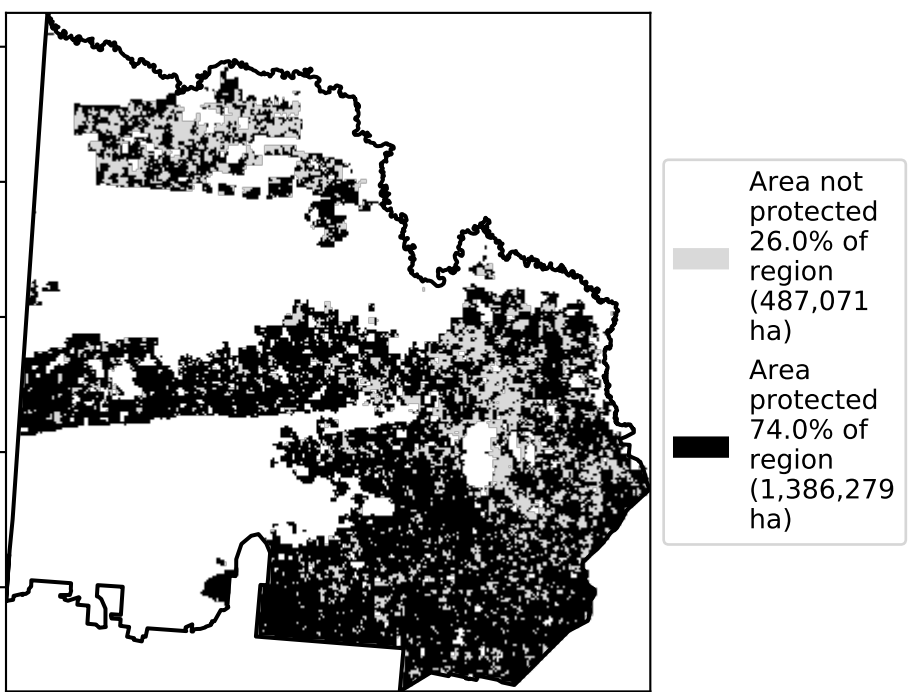 Area not
protected
26.0% of
region
(487,071
ha)
Area
protected
74.0% of
region
(1,386,279
ha)